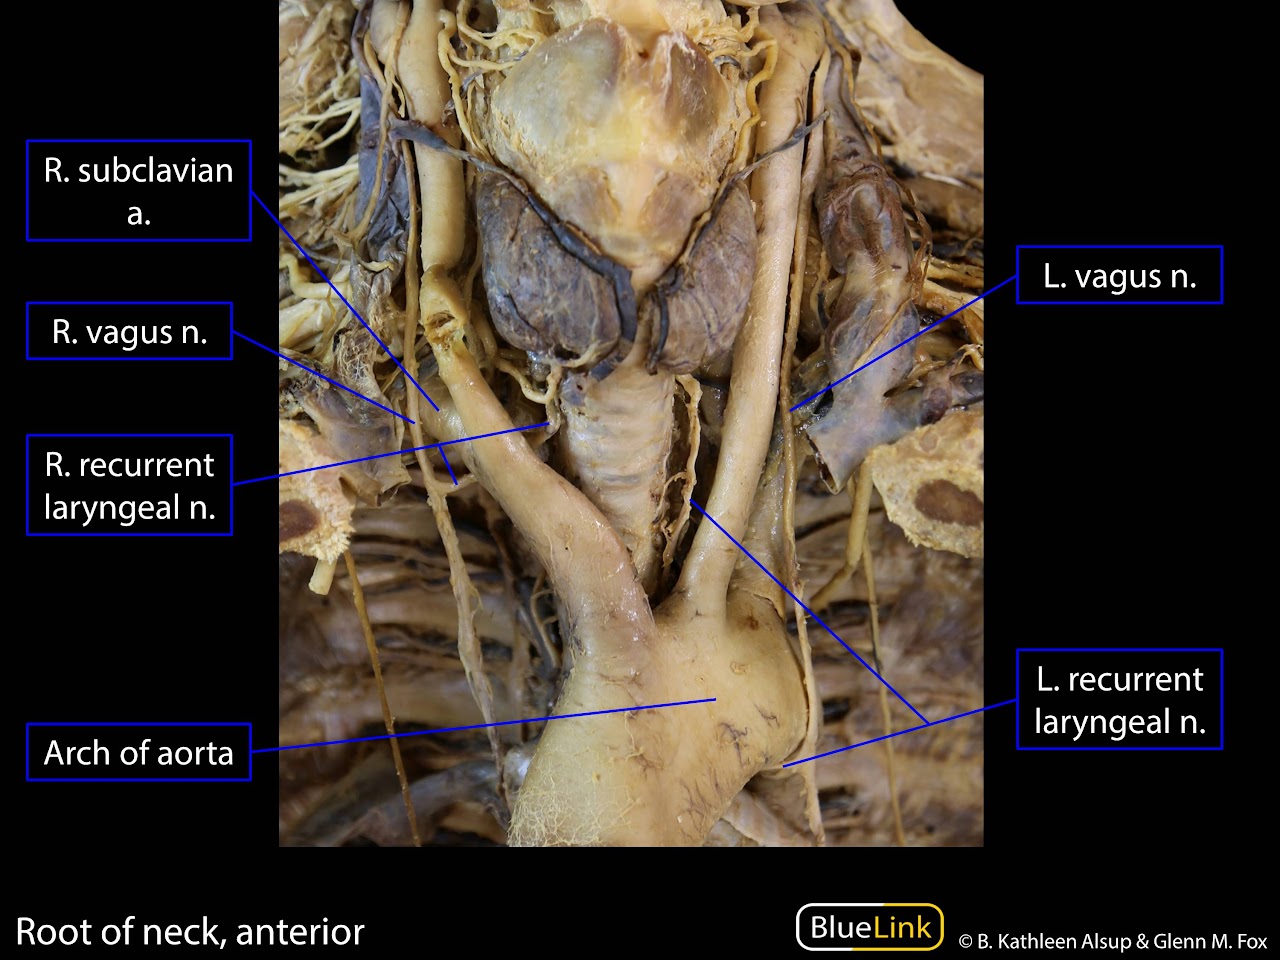 R. subclavian
a.
R. vagus n.
R. recurrent
laryngeal n.
Arch of aorta
L. vagus n.
L. recurrent
laryngeal n.
Root of neck, anterior
BlueLink
© B. Kathleen Alsup & Glenn M. Fox